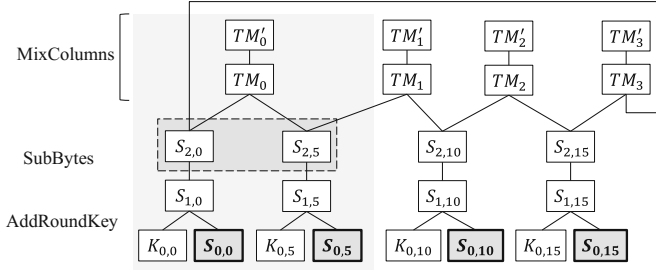 TM′₀ TM′₁ TM′₂ TM′₃
MixColumns
TM₀ TM₁ TM₂ TM₃
S₂,₀ S₂,₅ S₂,₁₀ S₂,₁₅
SubBytes
S₁,₀ S₁,₅ S₁,₁₀ S₁,₁₅
AddRoundKey
K₀,₀ S₀,₀ K₀,₅ S₀,₅ K₀,₁₀ S₀,₁₀ K₀,₁₅ S₀,₁₅